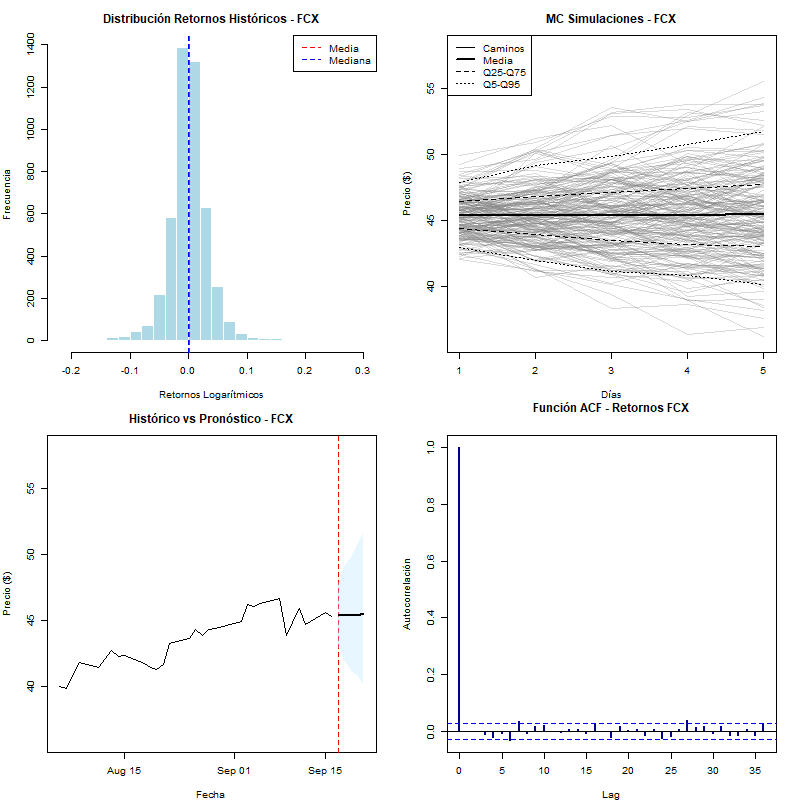 Distribución Retornos Históricos - FCX
Media
Mediana
Frecuencia
0 200 400 600 800 1000 1200 1400
-0.2 -0.1 0.0 0.1 0.2 0.3
Retornos Logarítmicos
MC Simulaciones - FCX
Caminos
Media
Q25-Q75
Q5-Q95
Precio ($)
40 45 50 55
1 2 3 4 5
Días
Histórico vs Pronóstico - FCX
Precio ($)
40 45 50 55
Aug 15 Sep 01 Sep 15
Fecha
Función ACF - Retornos FCX
Autocorrelación
0.0 0.2 0.4 0.6 0.8 1.0
0 5 10 15 20 25 30 35
Lag